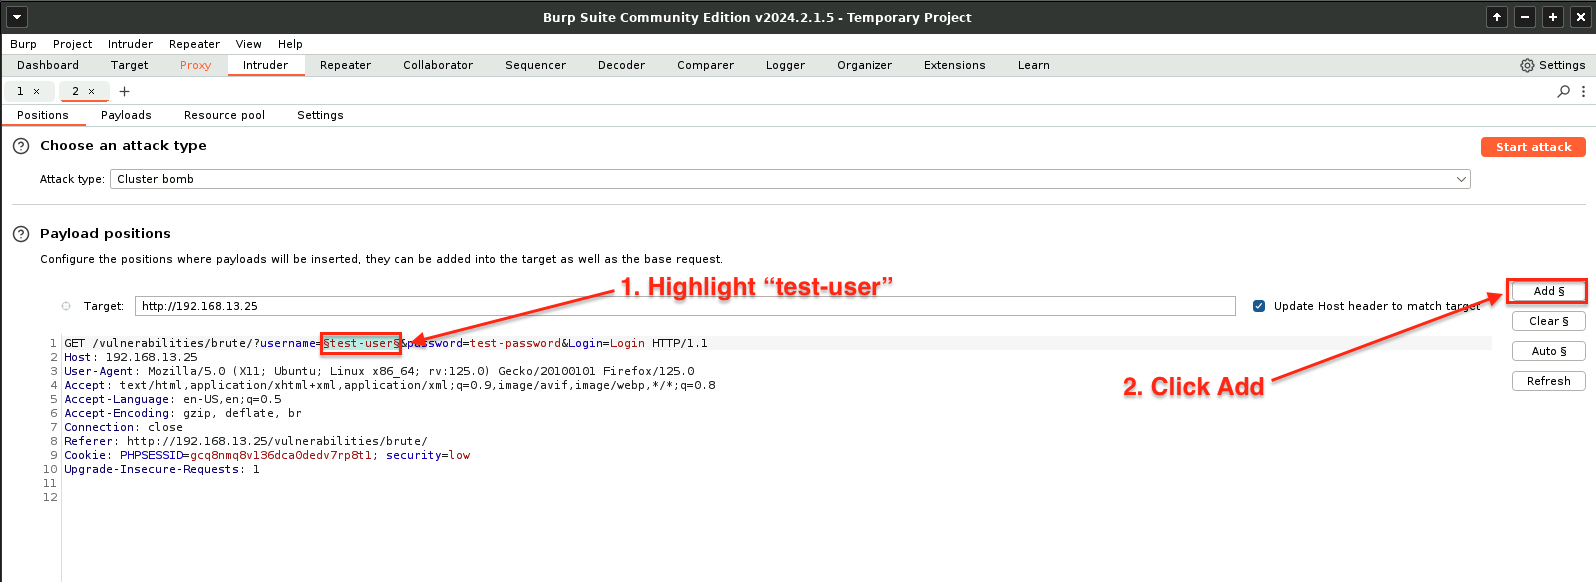 Burp Suite Community Edition v2024.2.1.5 - Temporary Project
Burp Project Intruder Repeater View Help
Dashboard Target Proxy Intruder Repeater Collaborator Sequencer Decoder Comparer Logger Organizer Extensions Learn Settings
1 × 2 × +
Positions Payloads Resource pool Settings
? Choose an attack type Start attack
Attack type: Cluster bomb
? Payload positions
Configure the positions where payloads will be inserted, they can be added into the target as well as the base request.
1. Highlight “test-user”
Add §
Target: http://192.168.13.25 Update Host header to match target
Clear §
1 GET /vulnerabilities/brute/?username=§test-user§&password=test-password&Login=Login HTTP/1.1
Auto §
2 Host: 192.168.13.25
3 User-Agent: Mozilla/5.0 (X11; Ubuntu; Linux x86_64; rv:125.0) Gecko/20100101 Firefox/125.0
Refresh
4 Accept: text/html,application/xhtml+xml,application/xml;q=0.9,image/avif,image/webp,*/*;q=0.8
2. Click Add
5 Accept-Language: en-US,en;q=0.5
6 Accept-Encoding: gzip, deflate, br
7 Connection: close
8 Referer: http://192.168.13.25/vulnerabilities/brute/
9 Cookie: PHPSESSID=gcq8nmq8v136dca0dedv7rp8t1; security=low
10 Upgrade-Insecure-Requests: 1
11
12